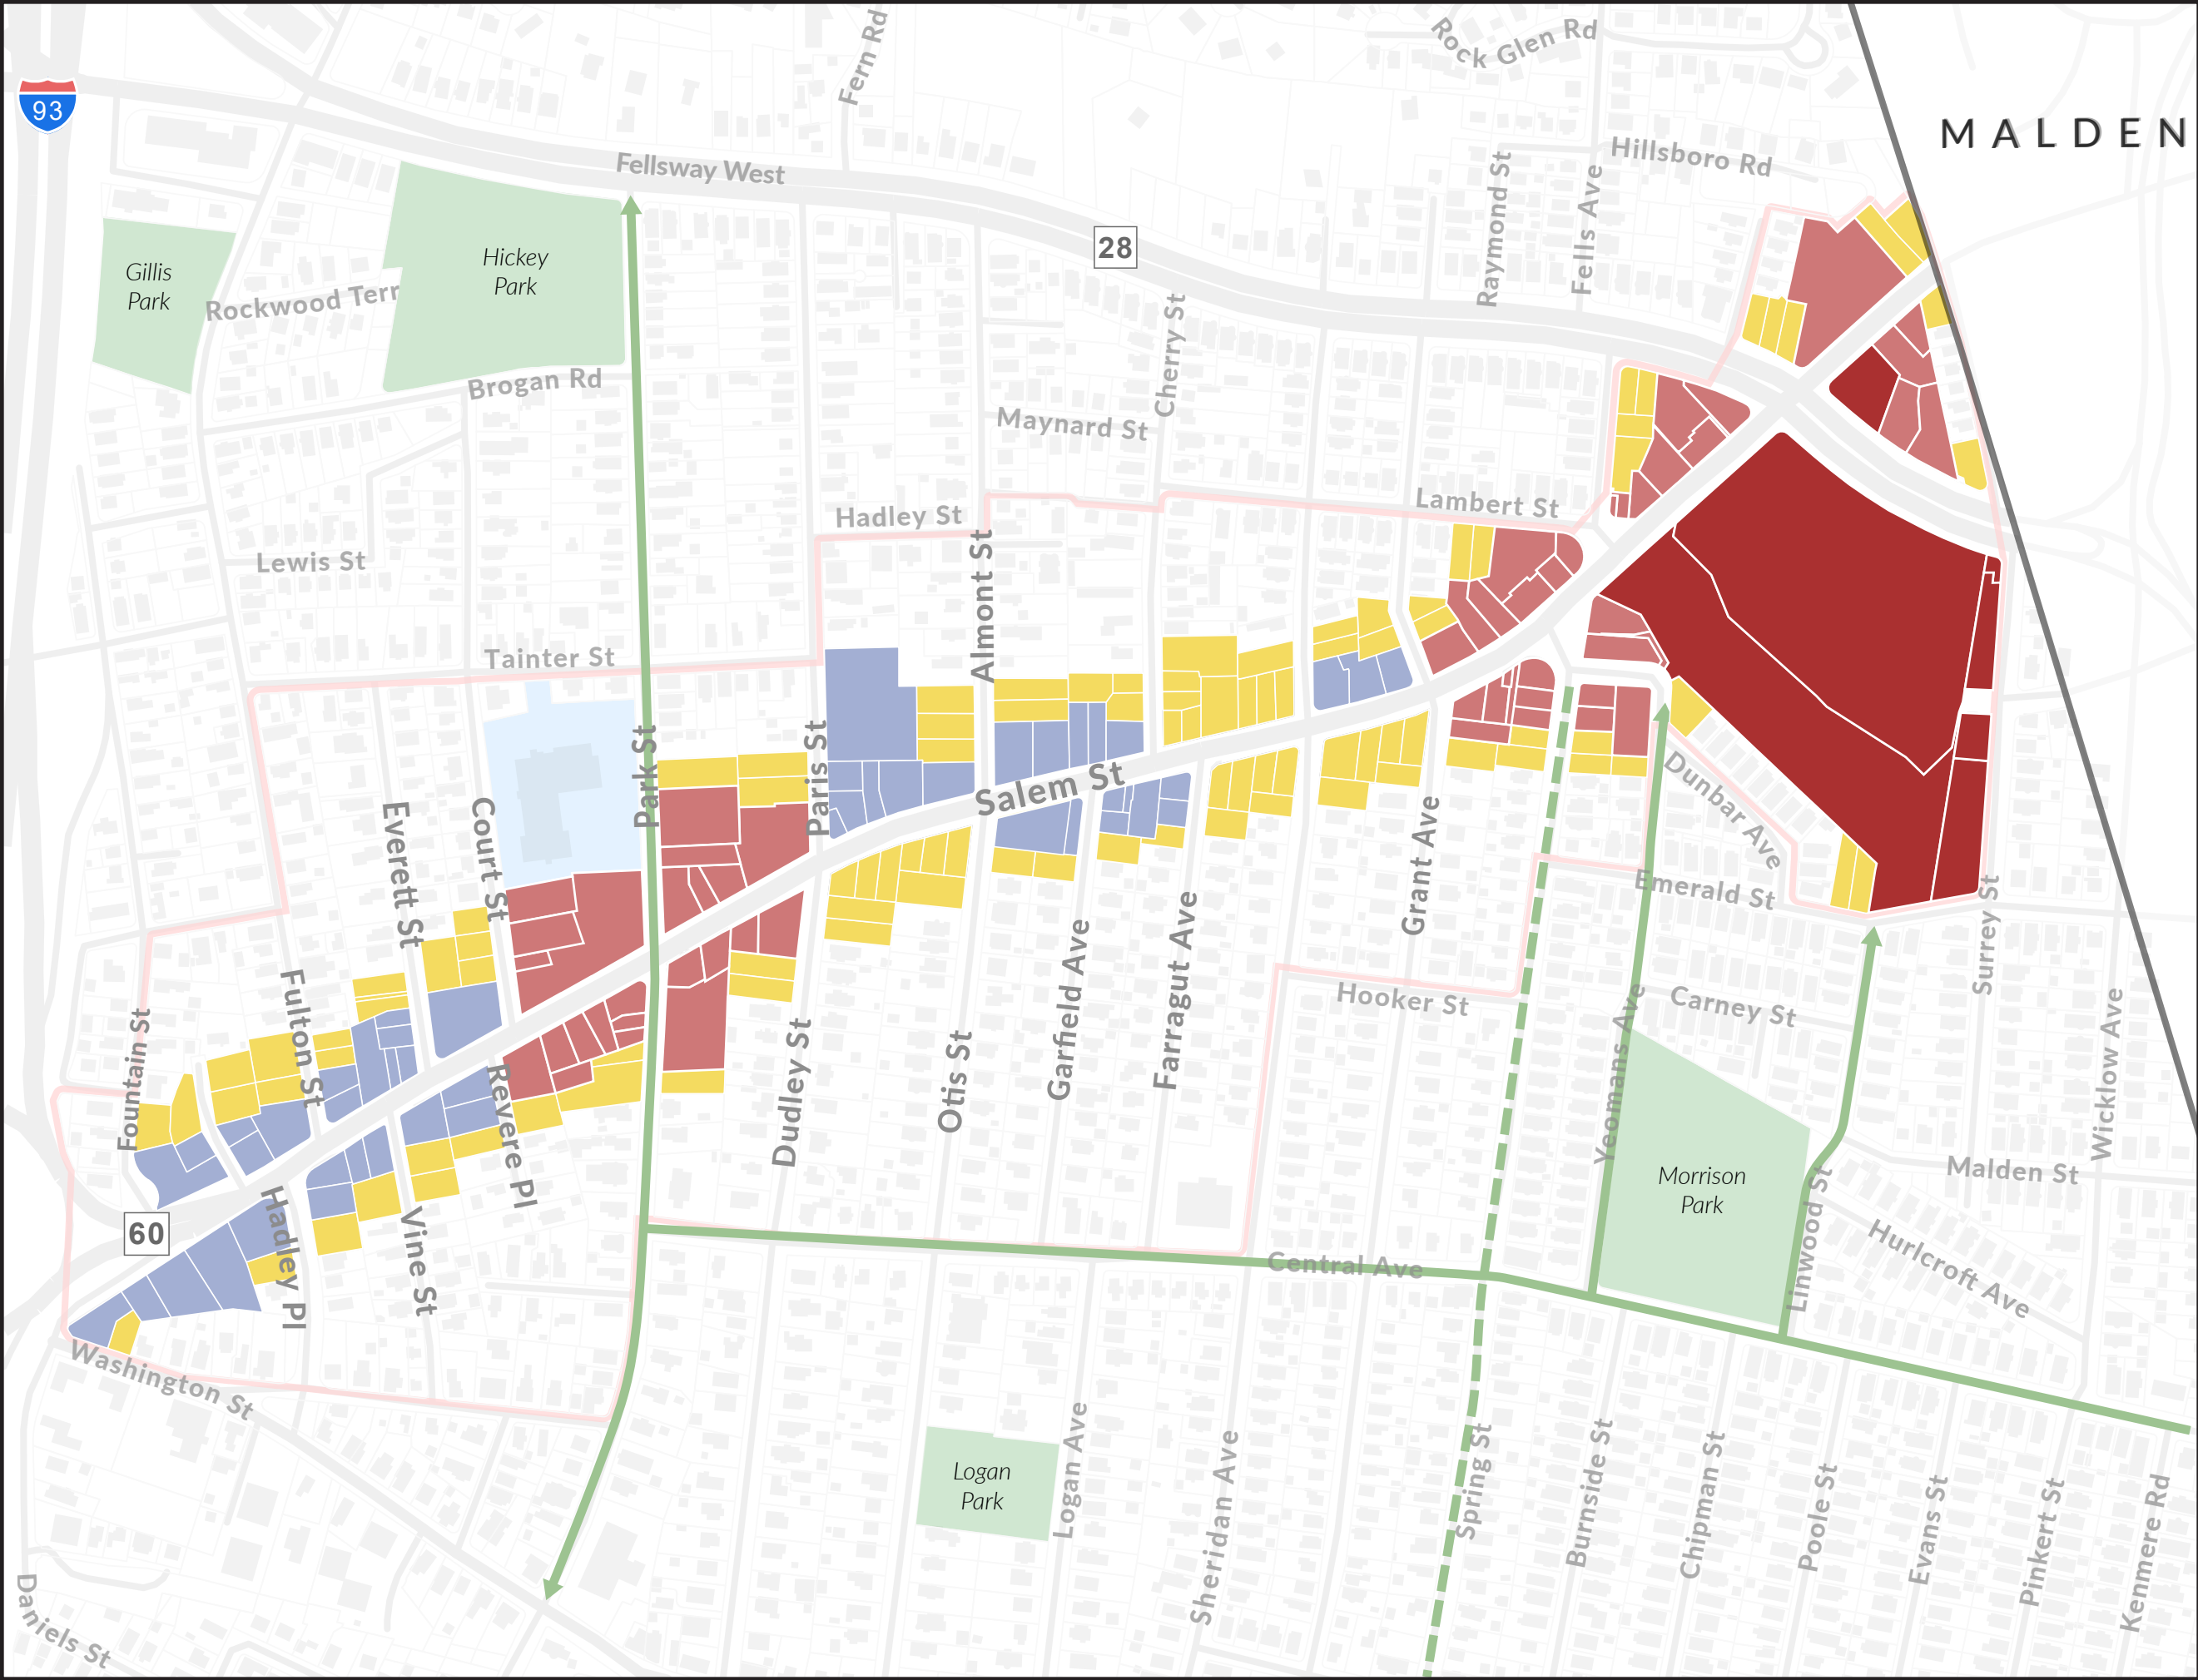 Rock Glen Rd
Fern Rd
93
MALDEN
Fellsway West
Hillsboro Rd
Raymond St
Fells Ave
28
Hickey
Park
Gillis
Park
Rockwood Terr
Brogan Rd
Cherry St
Maynard St
Lambert St
Hadley St
Lewis St
Almont St
Tainter St
Park St
Paris St
Salem St
Dunbar Ave
Everett St
Court St
Grant Ave
Emerald St
Surrey St
Fulton St
Garfield Ave
Farragut Ave
Hooker St
Carney St
Yeomans Ave
Wicklow Ave
Fountain St
Dudley St
Otis St
Revere Pl
Morrison
Park
Malden St
Linwood St
60
Hadley Pl
Vine St
Central Ave
Hurlcroft Ave
Washington St
Logan
Park
Logan Ave
Sheridan Ave
Spring St
Burnside St
Chipman St
Poole St
Evans St
Pinkert St
Kenmere Rd
Daniels St